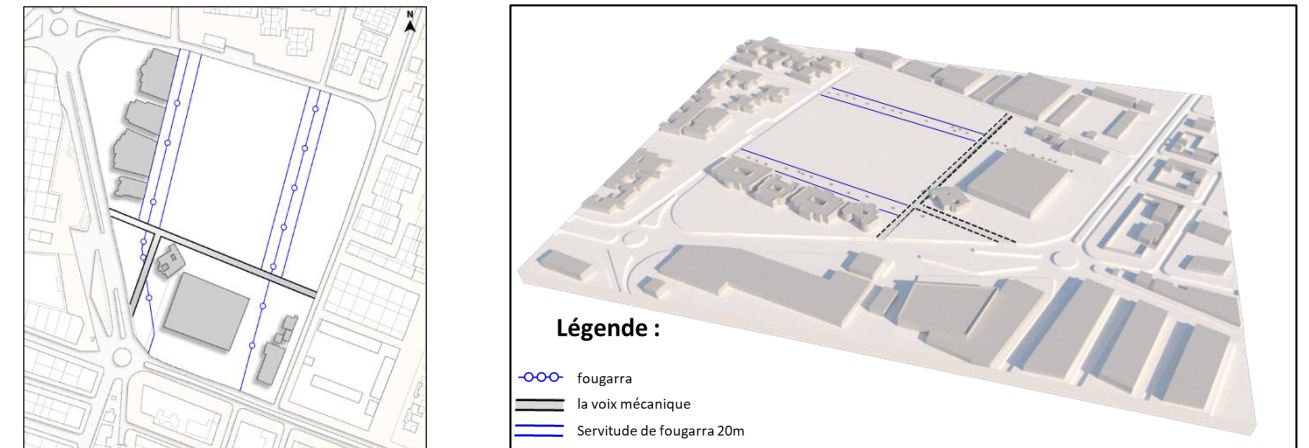 N
Légende :
fougarra
la voix mécanique
Servitude de fougarra 20m